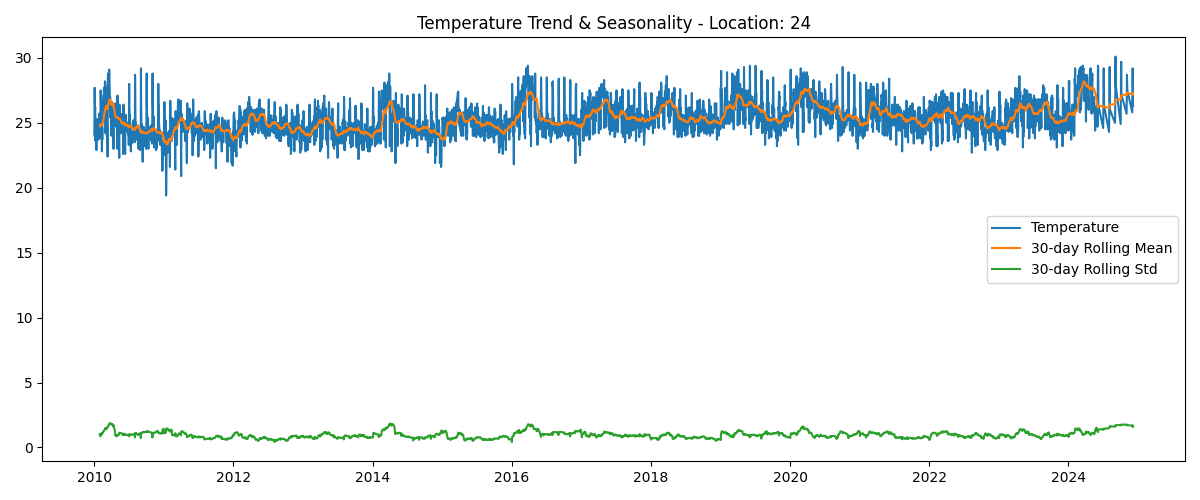 Temperature Trend & Seasonality - Location: 24
30
25
20
15
10
5
0
Temperature
30-day Rolling Mean
30-day Rolling Std
2010 2012 2014 2016 2018 2020 2022 2024